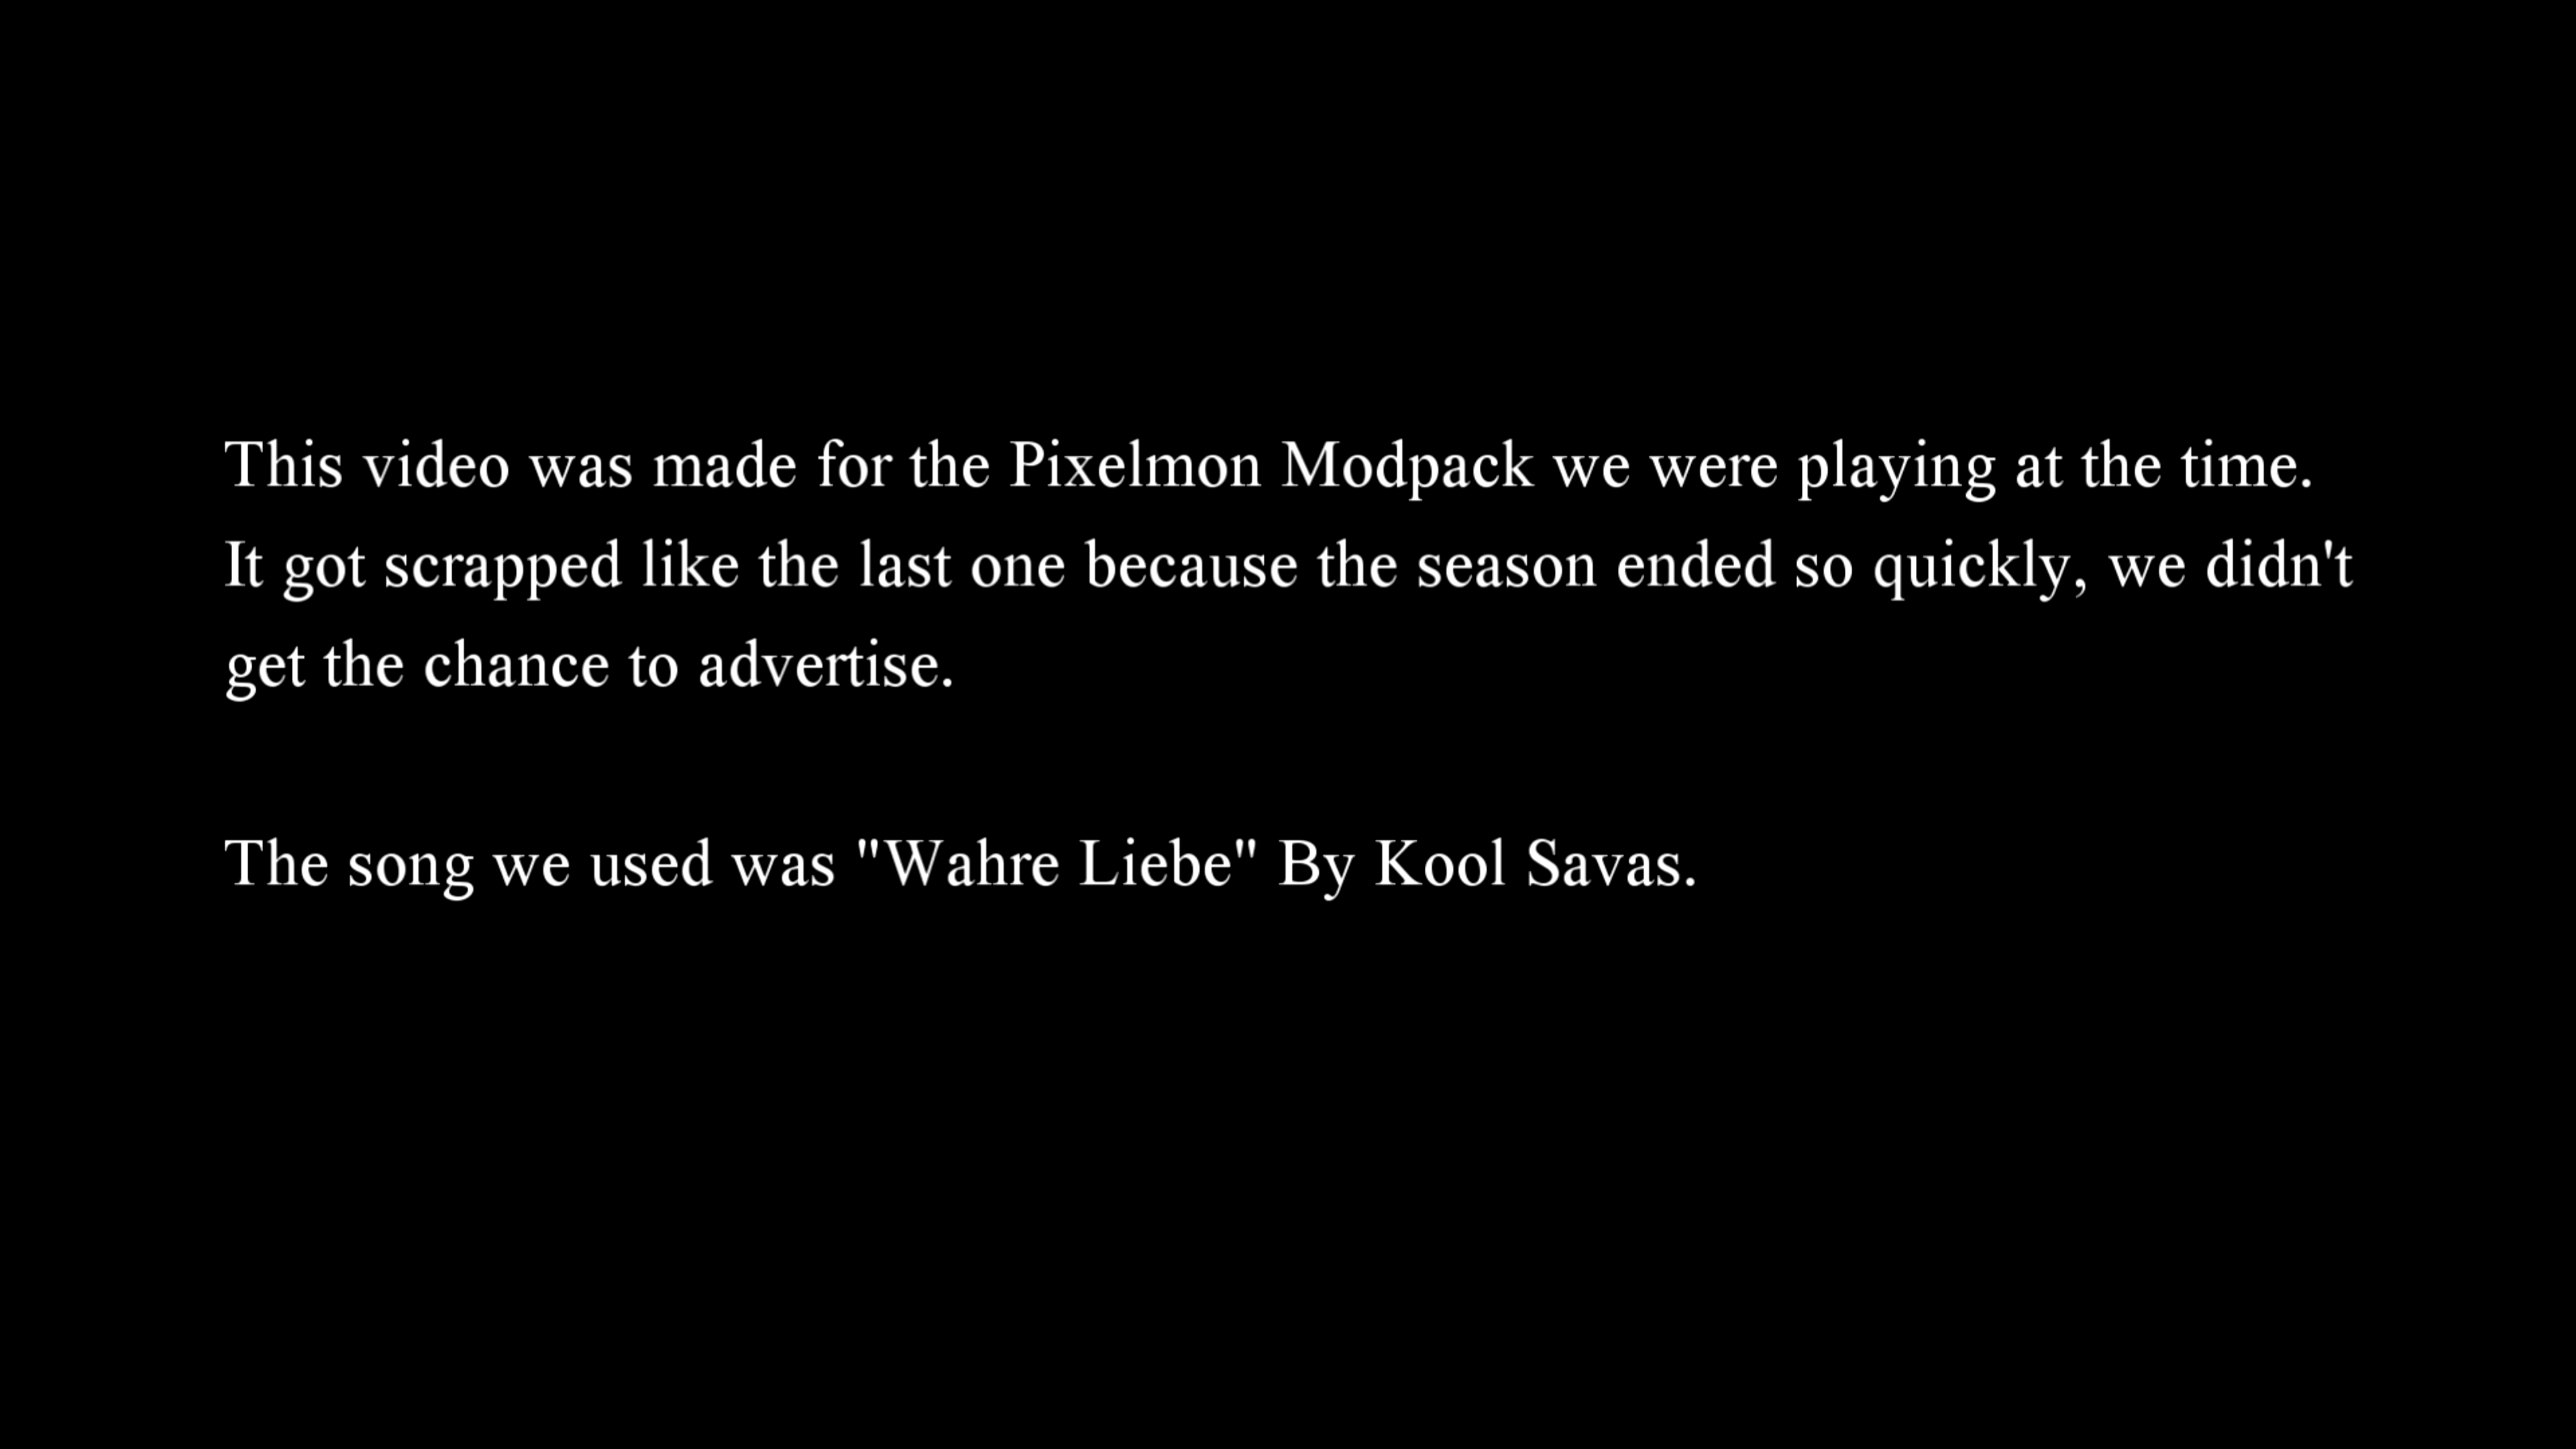 This video was made for the Pixelmon Modpack we were playing at the time.
It got scrapped like the last one because the season ended so quickly, we didn't
get the chance to advertise.
The song we used was "Wahre Liebe" By Kool Savas.